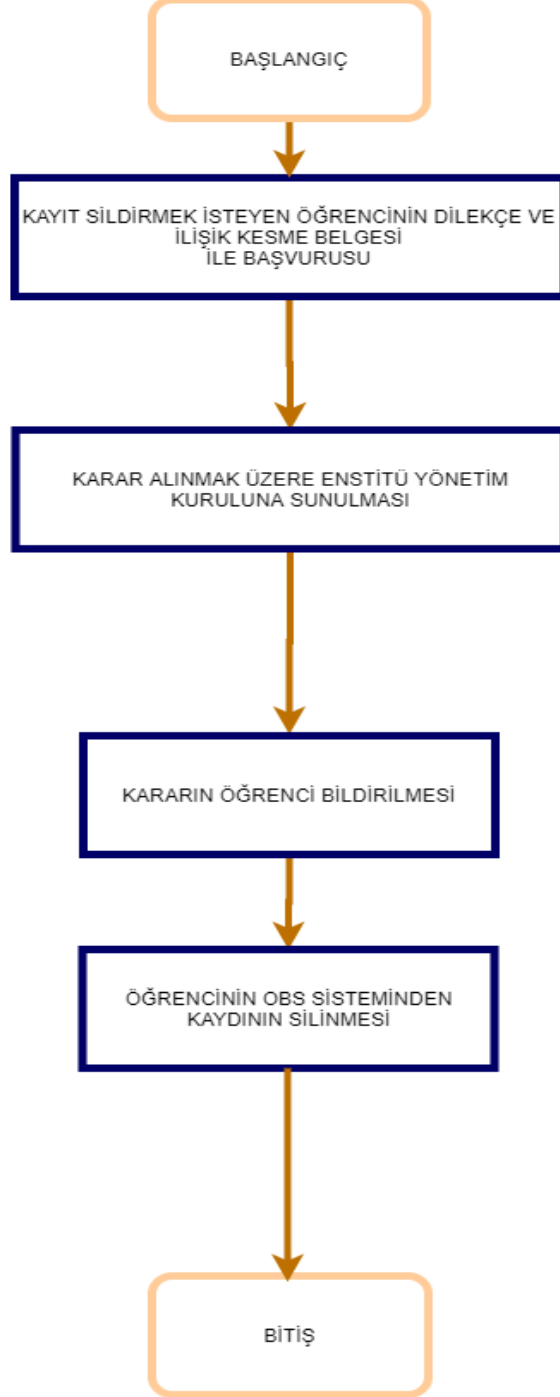 BAŞLANGIÇ
KAYIT SİLDİRMEK İSTEYEN ÖĞRENCİNİN DİLEKÇE VE
İLİŞİK KESME BELGESİ
İLE BAŞVURUSU
KARAR ALINMAK ÜZERE ENSTİTÜ YÖNETİM
KURULUNA SUNULMASI
KARARIN ÖĞRENCİ BİLDİRİLMESİ
ÖĞRENCİNİN OBS SİSTEMİNDEN
KAYDININ SİLİNMESİ
BİTİŞ